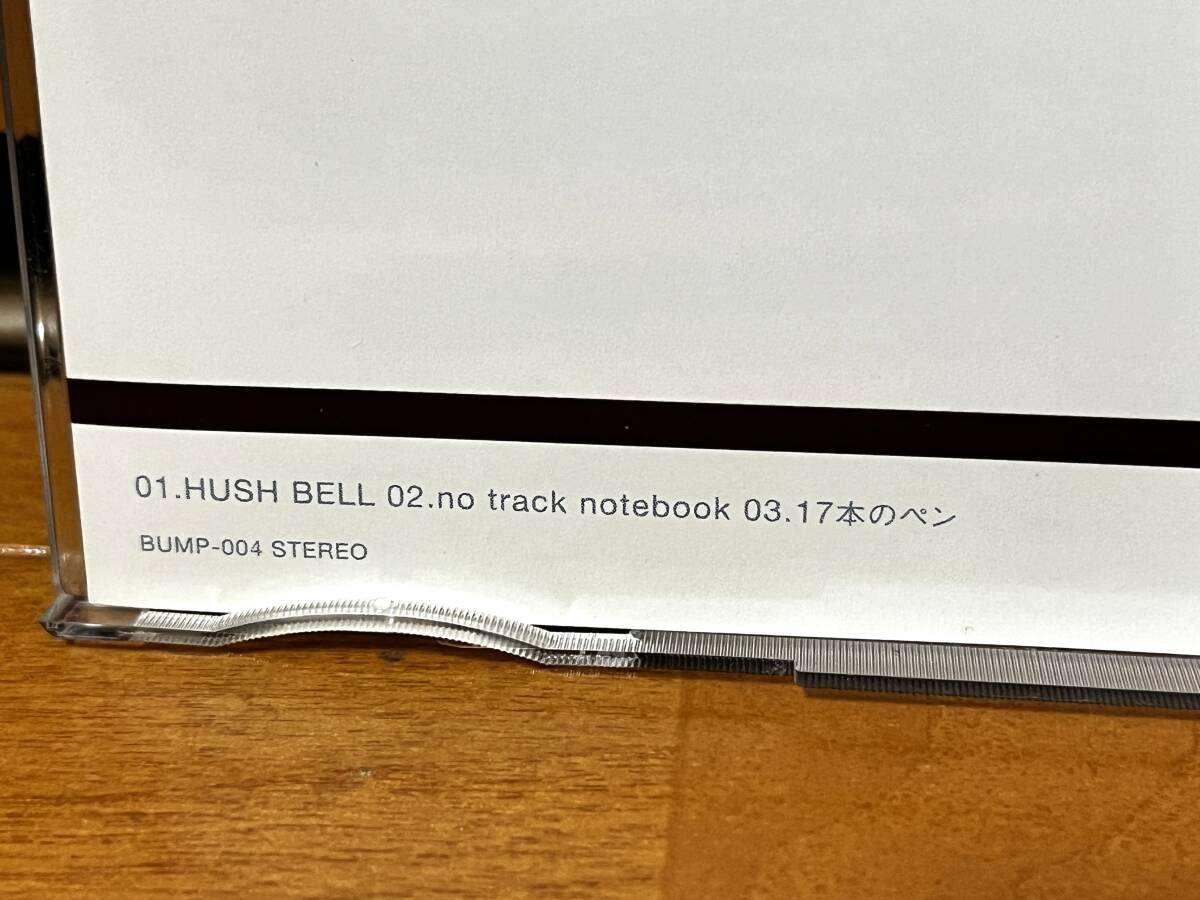 01.HUSH BELL 02.no track notebook 03.17本のペン
BUMP-004 STEREO